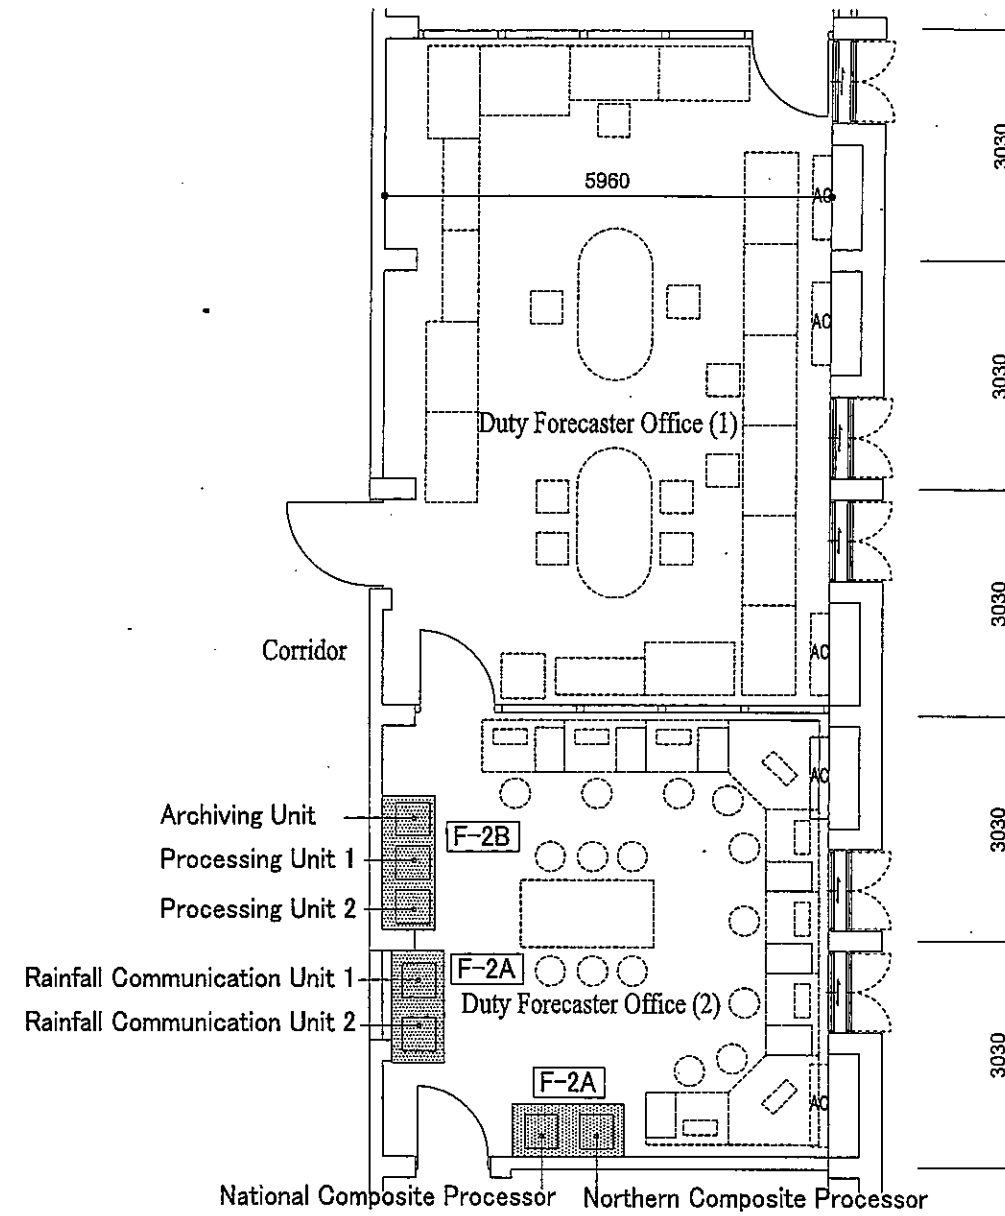 3030
5960
AC
3030
AC
Duty Forecaster Office (1)
3030
Corridor
AC
3030
AC
Archiving Unit
F-2B
Processing Unit 1
Processing Unit 2
F-2A
Rainfall Communication Unit 1
Duty Forecaster Office (2)
Rainfall Communication Unit 2
3030
F-2A
AC
National Composite Processor
Northern Composite Processor